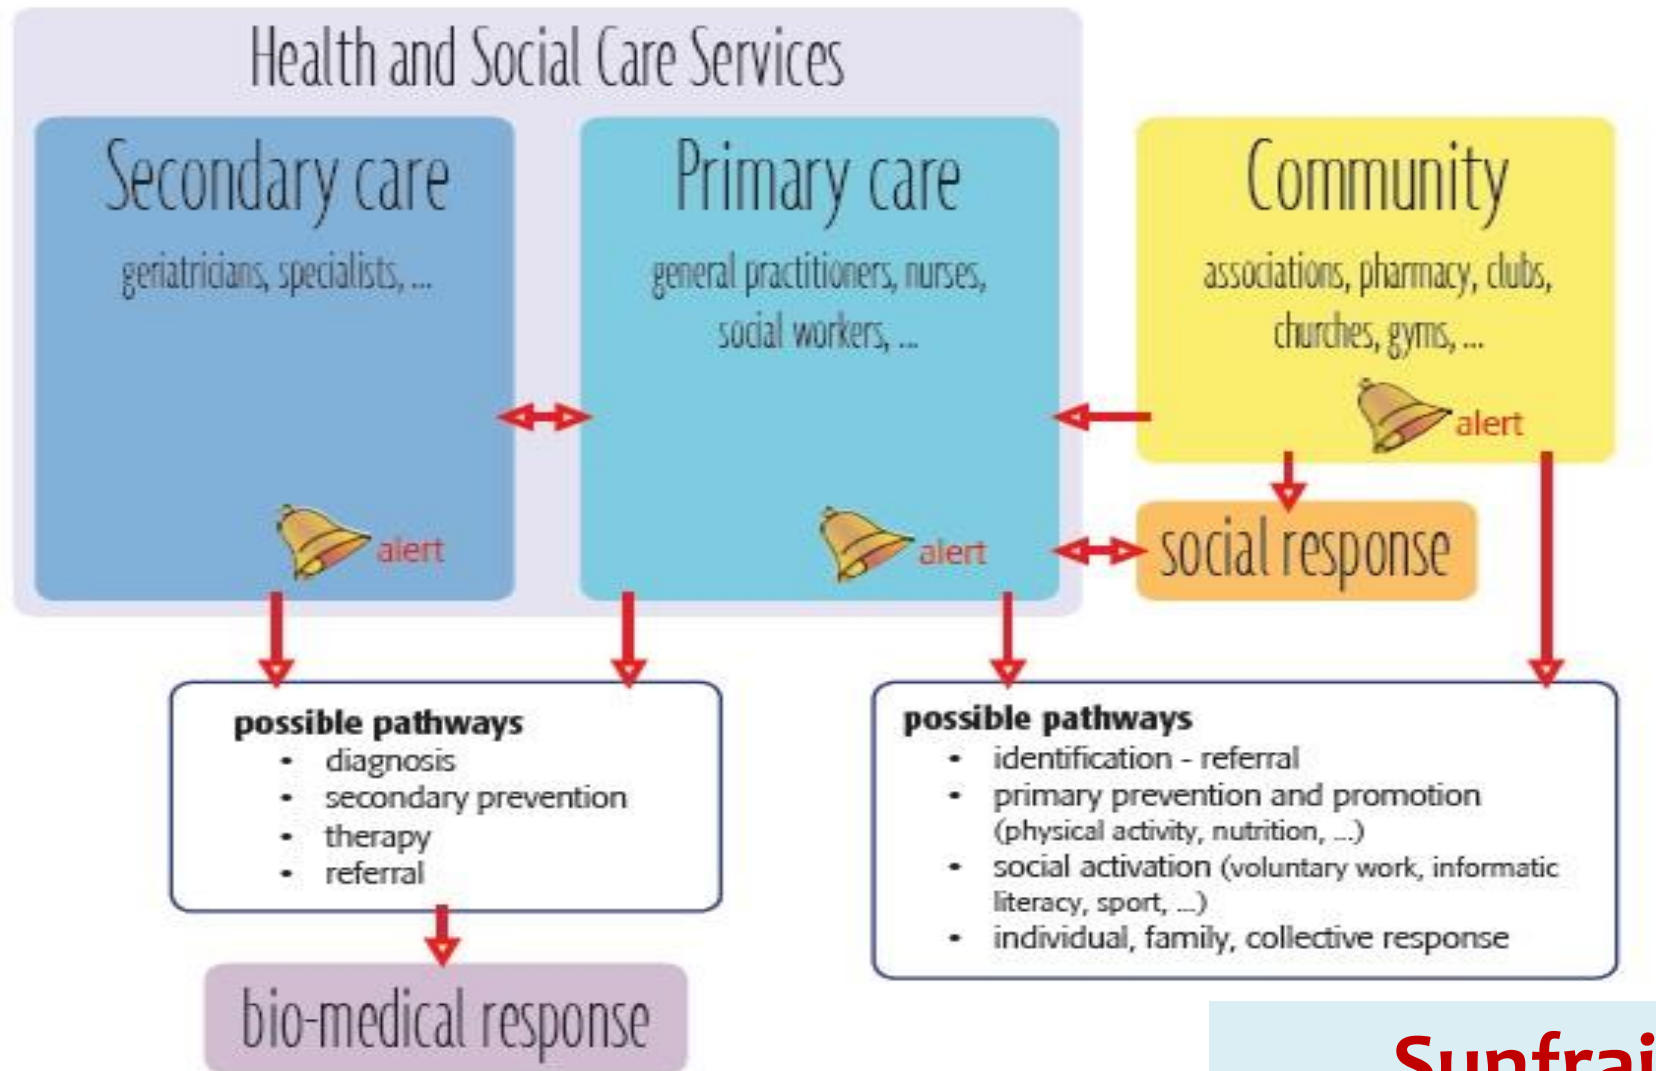 Health and Social Care Services
Secondary care
geriatricians, specialists, ...
alert
Primary care
general practitioners, nurses,
social workers, ...
alert
Community
associations, pharmacy, clubs,
churches, gyms, ...
alert
social response
possible pathways
• diagnosis
• secondary prevention
• therapy
• referral
bio-medical response
possible pathways
• identification - referral
• primary prevention and promotion
(physical activity, nutrition, ...)
• social activation (voluntary work, informatic
literacy, sport, ...)
• individual, family, collective response